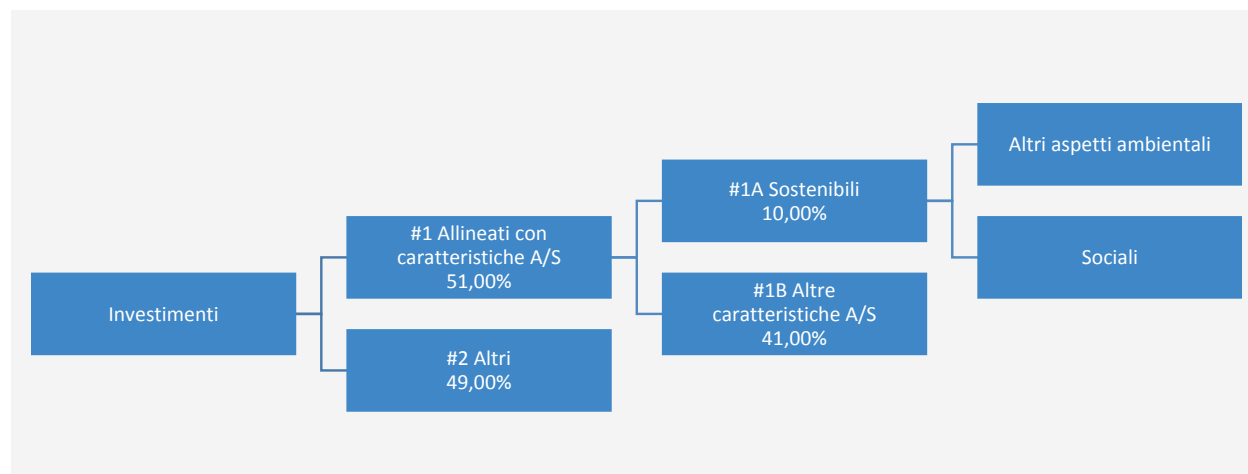 Investimenti
#1 Allineati con
caratteristiche A/S
51,00%
#2 Altri
49,00%
#1A Sostenibili
10,00%
#1B Altre
caratteristiche A/S
41,00%
Altri aspetti ambientali
Sociali